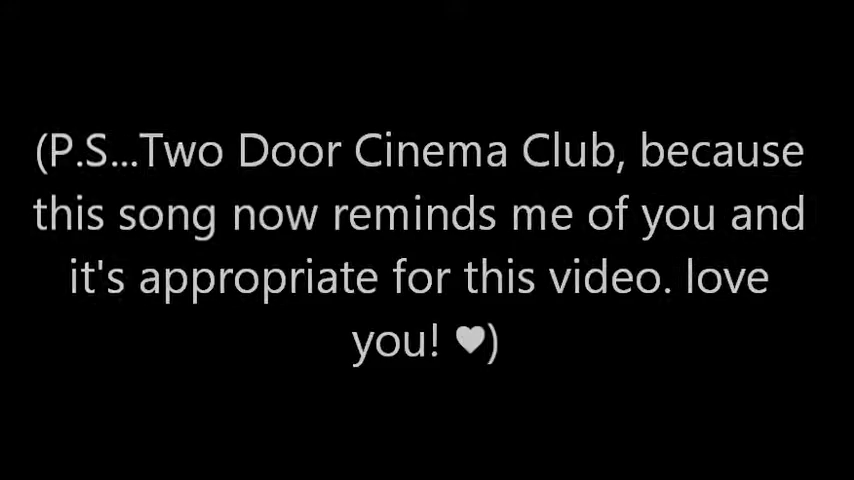 (P.S...Two Door Cinema Club, because
this song now reminds me of you and
it's appropriate for this video. love
you! ♥)